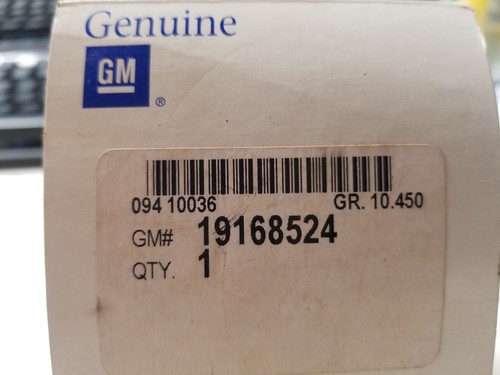 Genuine
GM
®
094 10036 GR. 10.450
GM# 19168524
QTY. 1